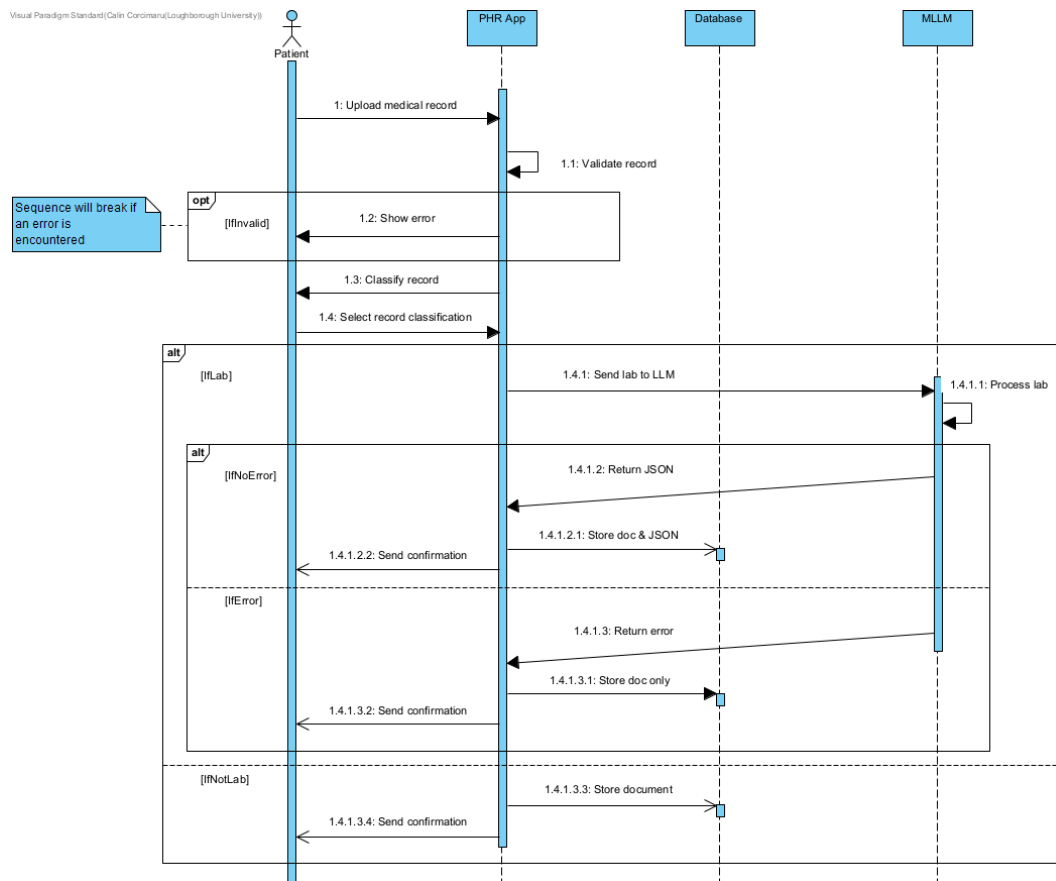 Visual Paradigm Standard(Calin Corcimaru(Loughborough University))
Patient
PHR App
Database
MLLM
1: Upload medical record
1.1: Validate record
Sequence will break if
an error is
encountered
opt
[IfInvalid]
1.2: Show error
1.3: Classify record
1.4: Select record classification
alt
[IfLab]
1.4.1: Send lab to LLM
1.4.1.1: Process lab
alt
[IfNoError]
1.4.1.2: Return JSON
1.4.1.2.1: Store doc & JSON
1.4.1.2.2: Send confirmation
[IfError]
1.4.1.3: Return error
1.4.1.3.1: Store doc only
1.4.1.3.2: Send confirmation
[IfNotLab]
1.4.1.3.3: Store document
1.4.1.3.4: Send confirmation